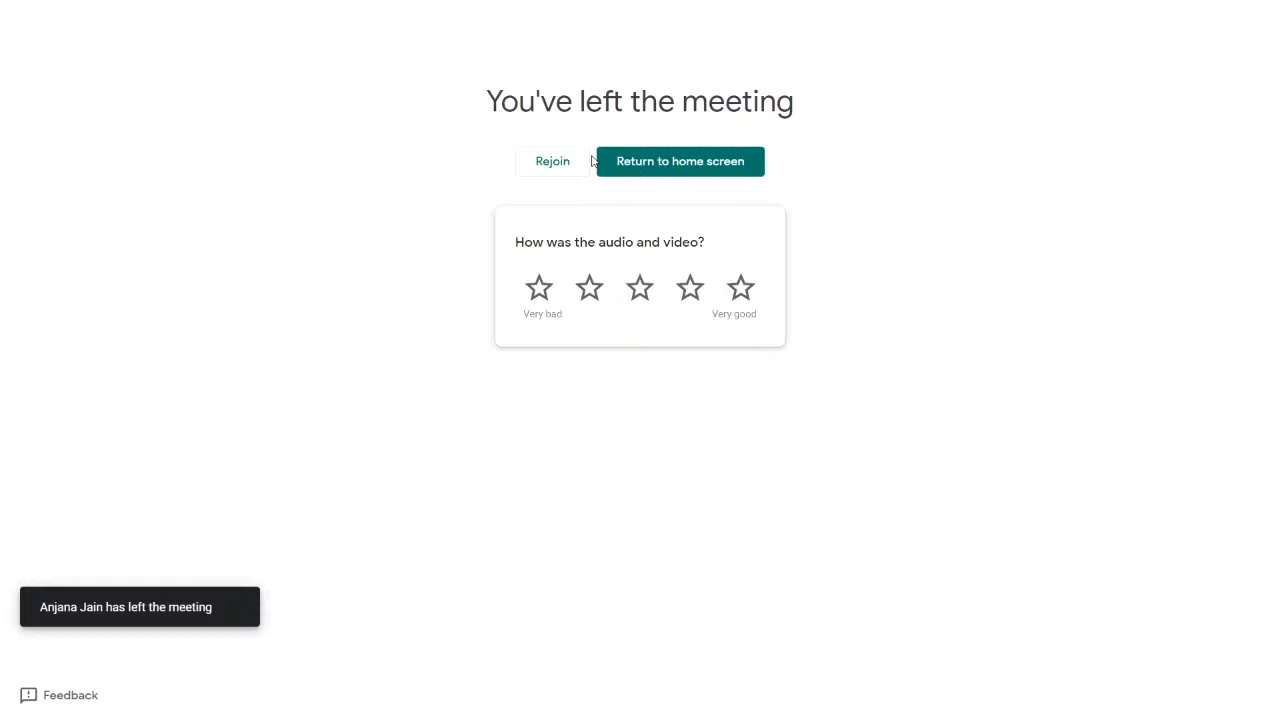 You've left the meeting
Rejoin
Return to home screen
How was the audio and video?
Very bad
Very good
Anjana Jain has left the meeting
Feedback